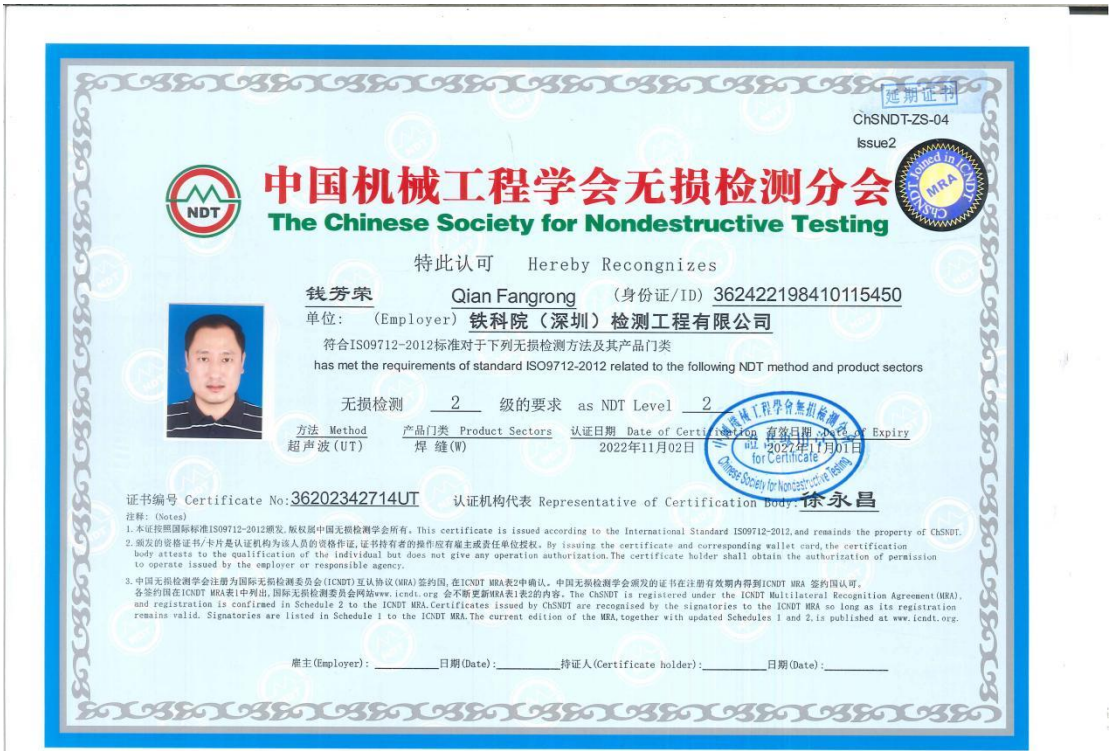 延期证书
ChSNDT-ZS-04
Issue2
ChSNDT Joined in ICNDT
MRA
NDT
中国机械工程学会无损检测分会
The Chinese Society for Nondestructive Testing
特此认可 Hereby Recongnizes
钱芳荣 Qian Fangrong (身份证/ID) 362422198410115450
单位: (Employer) 铁科院（深圳）检测工程有限公司
符合ISO9712-2012标准对于下列无损检测方法及其产品门类
has met the requirements of standard ISO9712-2012 related to the following NDT method and product sectors
无损检测 2 级的要求 as NDT Level 2
方法 Method 产品门类 Product Sectors 认证日期 Date of Certification 有效日期 Date of Expiry
超声波(UT) 焊 缝(W) 2022年11月02日 2027年11月01日
for Certificate
Chinese Society for Nondestructive Testing
证书编号 Certificate No:36202342714UT 认证机构代表 Representative of Certification Body: 徐永昌
注释: (Notes)
1.本证按照国际标准ISO9712-2012颁发,版权属中国无损检测学会所有。This certificate is issued according to the International Standard ISO9712-2012,and remainds the property of ChSNDT.
2.颁发的资格证书/卡片是认证机构为该人员的资格作证,证书持有者的操作应有雇主或责任单位授权。By issuing the certificate and corresponding wallet card,the certification
body attests to the qualification of the individual but does not give any operation authorization.The certificate holder shall obtain the authorization of permission
to operate issued by the employer or responsible agency.
3.中国无损检测学会注册为国际无损检测委员会(ICNDT)互认协议(MRA)签约国,在ICNDT MRA表2中确认。中国无损检测学会颁发的证书在注册有效期内得到ICNDT MRA 签约国认可。
各签约国在ICNDT MRA表1中列出,国际无损检测委员会网站www.icndt.org 会不断更新MRA表1表2的内容。The ChSNDT is registered under the ICNDT Multilateral Recognition Agreement(MRA),
and registration is confirmed in Schedule 2 to the ICNDT MRA.Certificates issued by ChSNDT are recognised by the signatories to the ICNDT MRA so long as its registration
remains valid. Signatories are listed in Schedule 1 to the ICNDT MRA.The current edition of the MRA,together with updated Schedules 1 and 2,is published at www.icndt.org.
雇主(Employer): 日期(Date): 持证人(Certificate holder): 日期(Date):